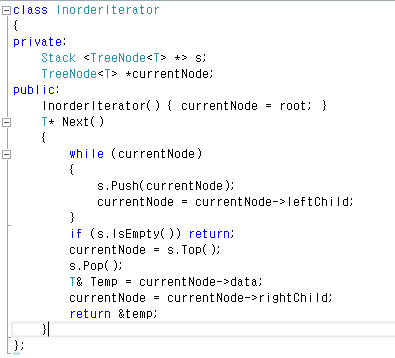 class InorderIterator
{
private:
Stack <TreeNode<T> *> s;
TreeNode<T> *currentNode;
public:
InorderIterator() { currentNode = root; }
T* Next()
{
while (currentNode)
{
s.Push(currentNode);
currentNode = currentNode->leftChild;
}
if (s.IsEmpty()) return;
currentNode = s.Top();
s.Pop();
T& Temp = currentNode->data;
currentNode = currentNode->rightChild;
return &temp;
}
};